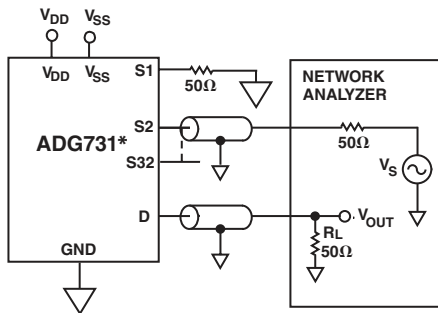 VDD VSS
VDD VSS S1
50Ω
NETWORK
ANALYZER
S2
ADG731*
50Ω
VS
S32
D
VOUT
RL
50Ω
GND